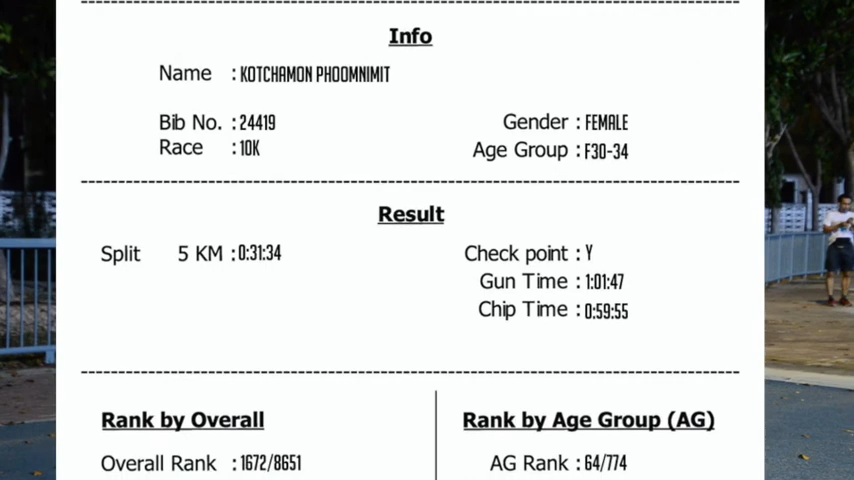 Info
Name : KOTCHAMON PHOOMNIMIT
Bib No. : 24419
Gender : FEMALE
Race : 10K
Age Group : F30-34
Result
Split 5 KM : 0:31:34
Check point : Y
Gun Time : 1:01:47
Chip Time : 0:59:55
Rank by Overall
Rank by Age Group (AG)
Overall Rank : 1672/8651
AG Rank : 64/774